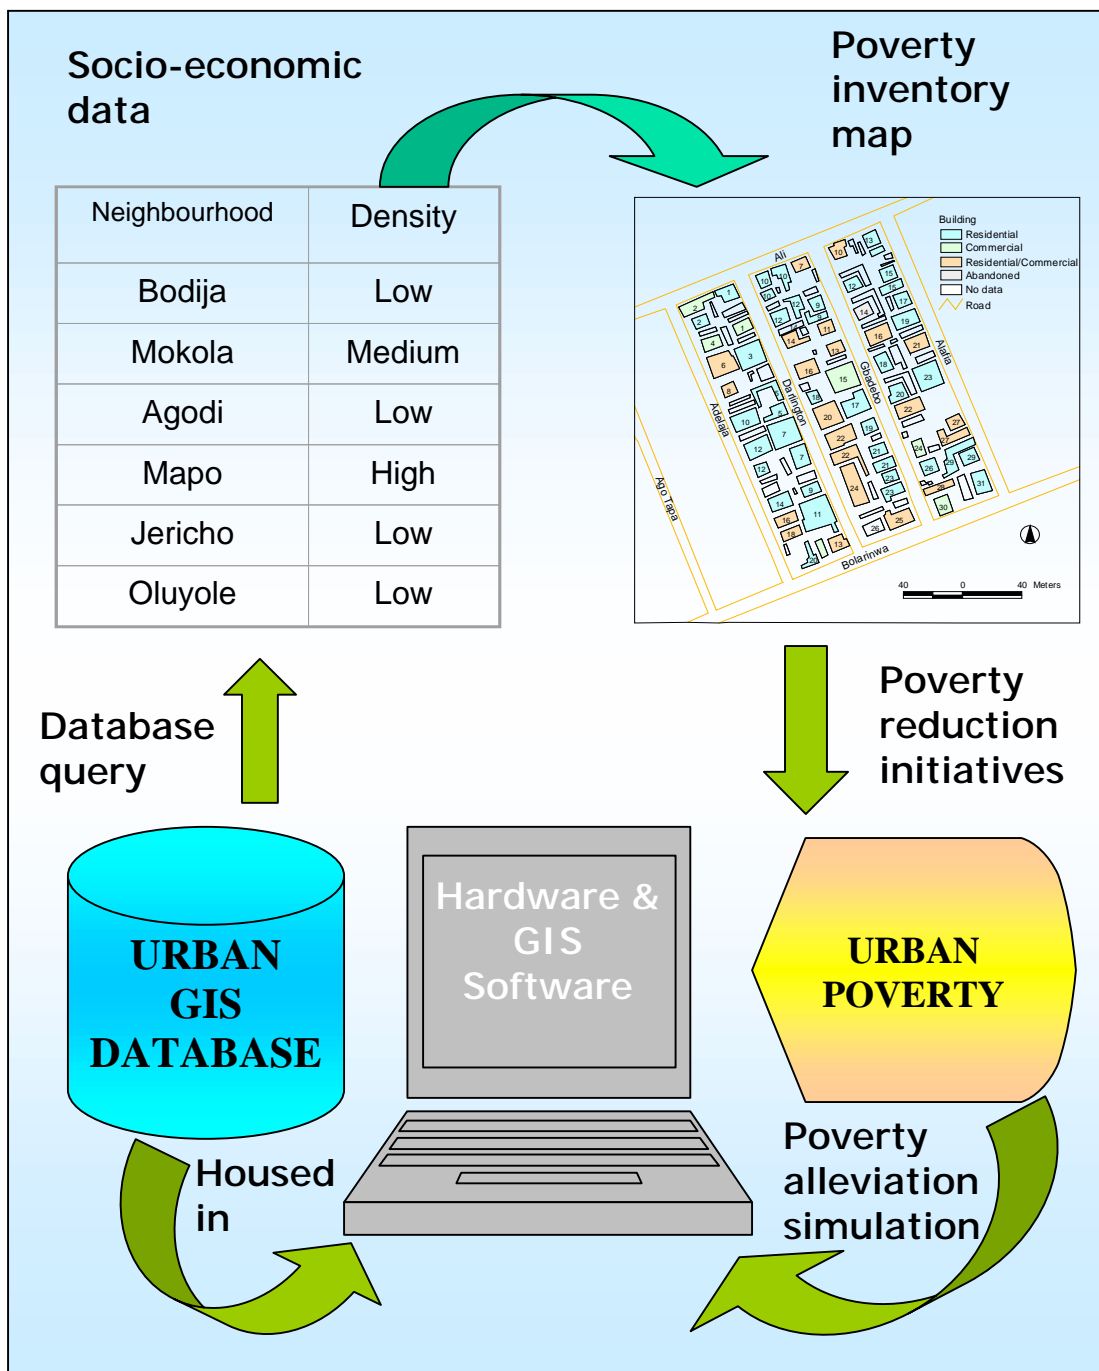 Socio-economic
data
Poverty
inventory
map
Neighbourhood Density
Bodija Low
Mokola Medium
Agodi Low
Mapo High
Jericho Low
Oluyole Low
Building
Residential
Commercial
Residential/Commercial
Abandoned
No data
Road
Ali
Adelaja
Darlington
Gbadebo
Alafia
Ago Tapa
Bolarinwa
40 0 40 Meters
Database
query
Poverty
reduction
initiatives
URBAN
GIS
DATABASE
Hardware &
GIS
Software
URBAN
POVERTY
Housed
in
Poverty
alleviation
simulation